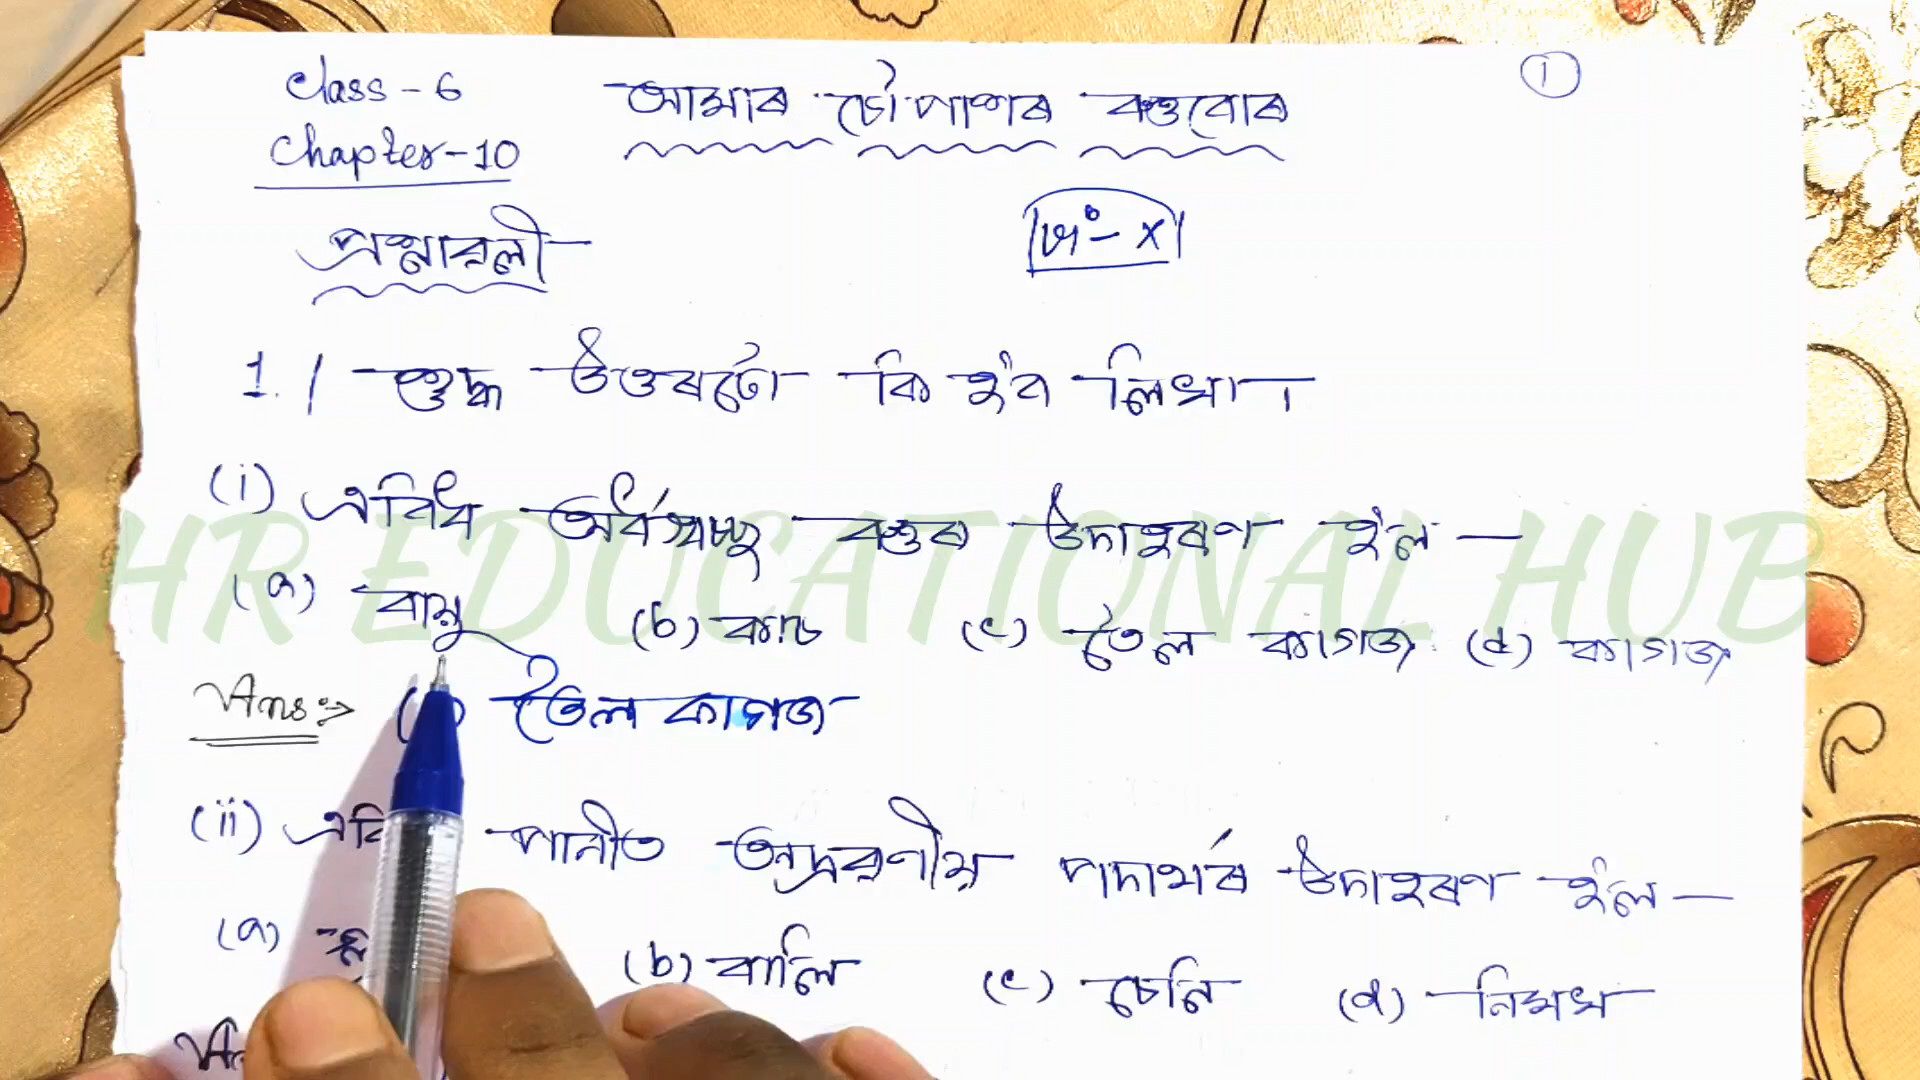 Class - 6 আমাৰ চৌপাশৰ বস্তুবোৰ ①
Chapter-10
প্ৰশ্নাৱলী
1. / শুদ্ধ উত্তৰটো কি হ'ব লিখা ।
(i) এবিধ অৰ্ধস্বচ্ছ বস্তুৰ উদাহৰণ হ'ল —
(a) বায়ু (b) কাচ (c) তৈল কাগজ (d) কাগজ
Ans :⇒ তৈল কাগজ
(ii) পানীত অদ্ৰৱণীয় পদাৰ্থৰ উদাহৰণ হ'ল —
(a) (b) বালি (c) চেনি (d) নিমখ
HR EDUCATIONAL HUB